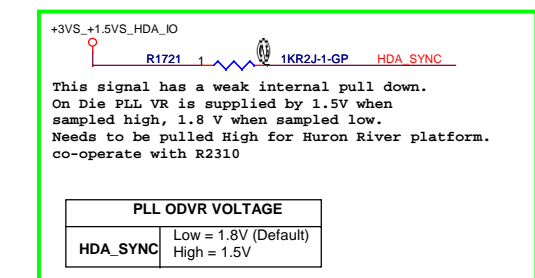 +3VS_+1.5VS_HDA_IO
R1721 1 1KR2J-1-GP HDA_SYNC
This signal has a weak internal pull down.
On Die PLL VR is supplied by 1.5V when
sampled high, 1.8 V when sampled low.
Needs to be pulled High for Huron River platform.
co-operate with R2310
PLL ODVR VOLTAGE
HDA_SYNC
Low = 1.8V (Default)
High = 1.5V